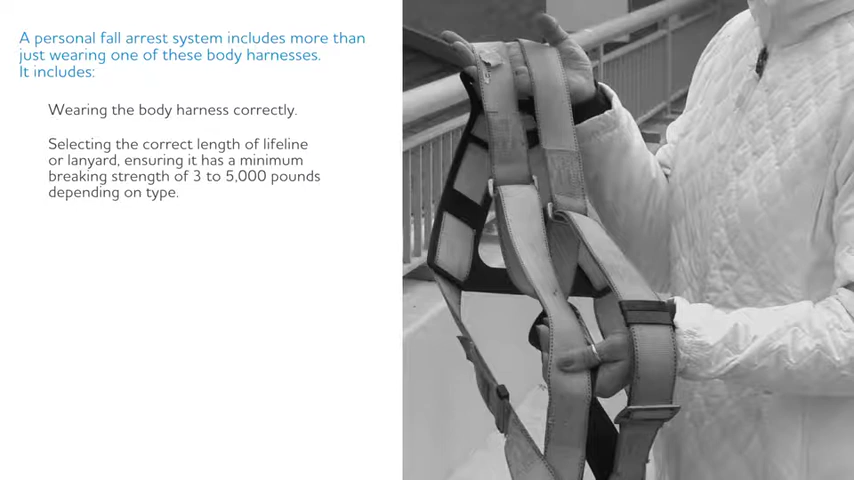 A personal fall arrest system includes more than
just wearing one of these body harnesses.
It includes:
Wearing the body harness correctly.
Selecting the correct length of lifeline
or lanyard, ensuring it has a minimum
breaking strength of 3 to 5,000 pounds
depending on type.